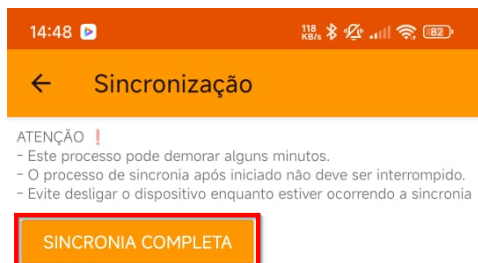 14:48 118 KB/s 82
Sincronização
ATENÇÃO ❗
- Este processo pode demorar alguns minutos.
- O processo de sincronia após iniciado não deve ser interrompido.
- Evite desligar o dispositivo enquanto estiver ocorrendo a sincronia
SINCRONIA COMPLETA